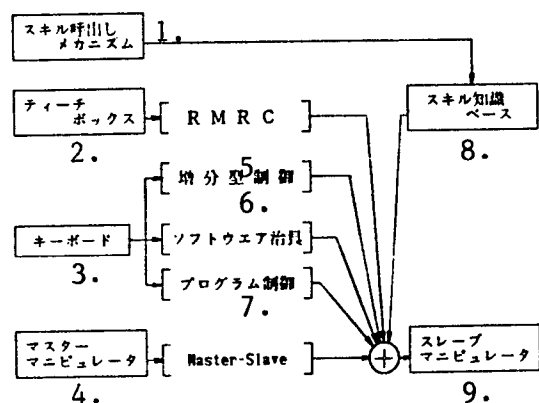 スキル呼出し
メカニズム
1.
スキル知識
ベース
8.
ティーチ
ボックス
2.
RMRC
5.
増分型制御
6.
キーボード
3.
ソフトウエア治具
プログラム制御
7.
マスター
マニピュレータ
4.
Master-Slave
+
スレーブ
マニピュレータ
9.